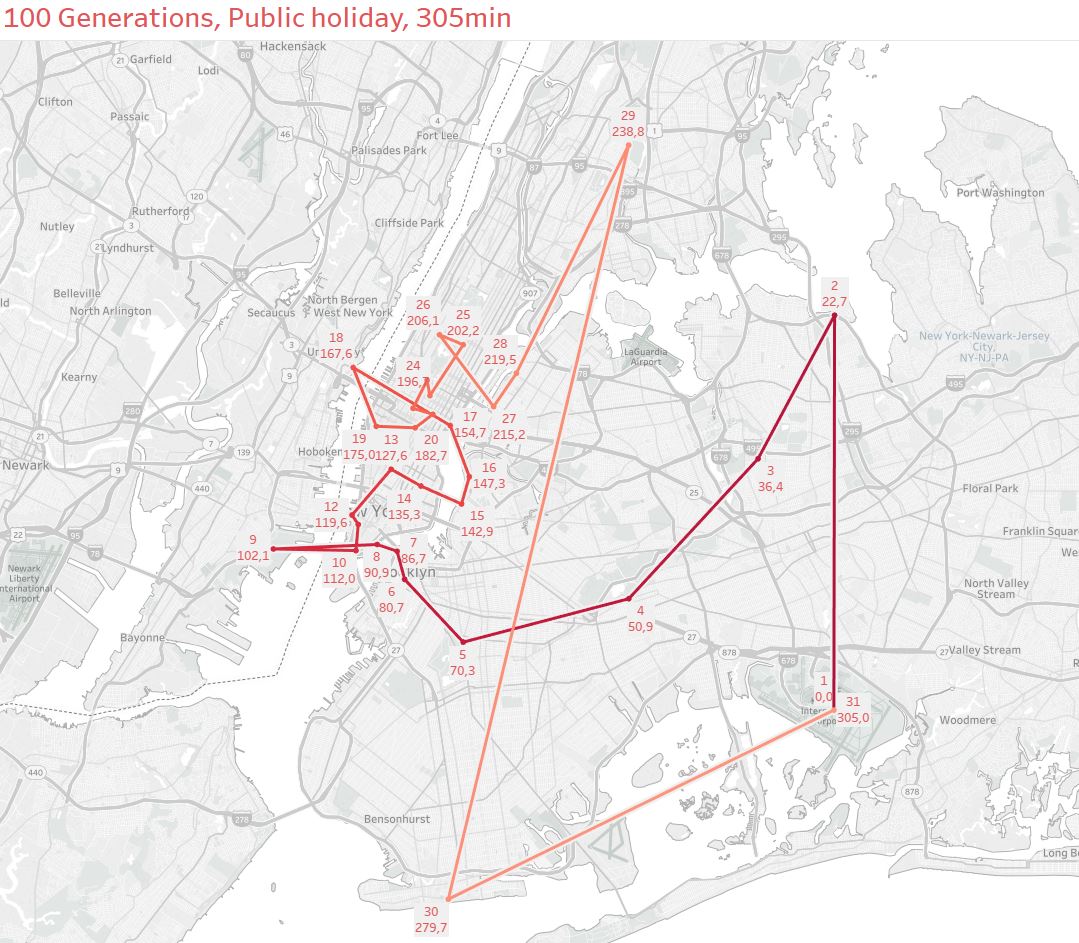 100 Generations, Public holiday, 305min
Hackensack
80
21
Garfield
Lodi
Clifton
95
Passaic
4
Fort Lee
46
9
Palisades Park
29
238,8
1
95
87
95
895
Port Washington
120
Rutherford
3
Nutley
21
Lyndhurst
Cliffside Park
278
295
678
95
Belleville
North Arlington
Secaucus
North Bergen
West New York
907
26
206,1
25
202,2
2
22,7
18
167,6
28
219,5
LaGuardia
Airport
New York-Newark-Jersey
City,
NY-NJ-PA
3
9
24
196,7
Kearny
78
495
280
17
154,7
27
215,2
21
7
19
175,0
13
127,6
20
182,7
295
Newark
9
139
Hoboken
16
147,3
678
495
3
36,4
440
25
Floral Park
12
119,6
14
135,3
15
142,9
22
95
78
9
102,1
Franklin Square
10
112,0
8
90,9
7
86,7
Newark
Liberty
International
Airport
6
80,7
4
50,9
North Valley
Stream
Bayonne
27
5
70,3
27
878
678
27
Valley Stream
1
0,0
31
305,0
Woodmere
440
278
Bensonhurst
878
30
279,7